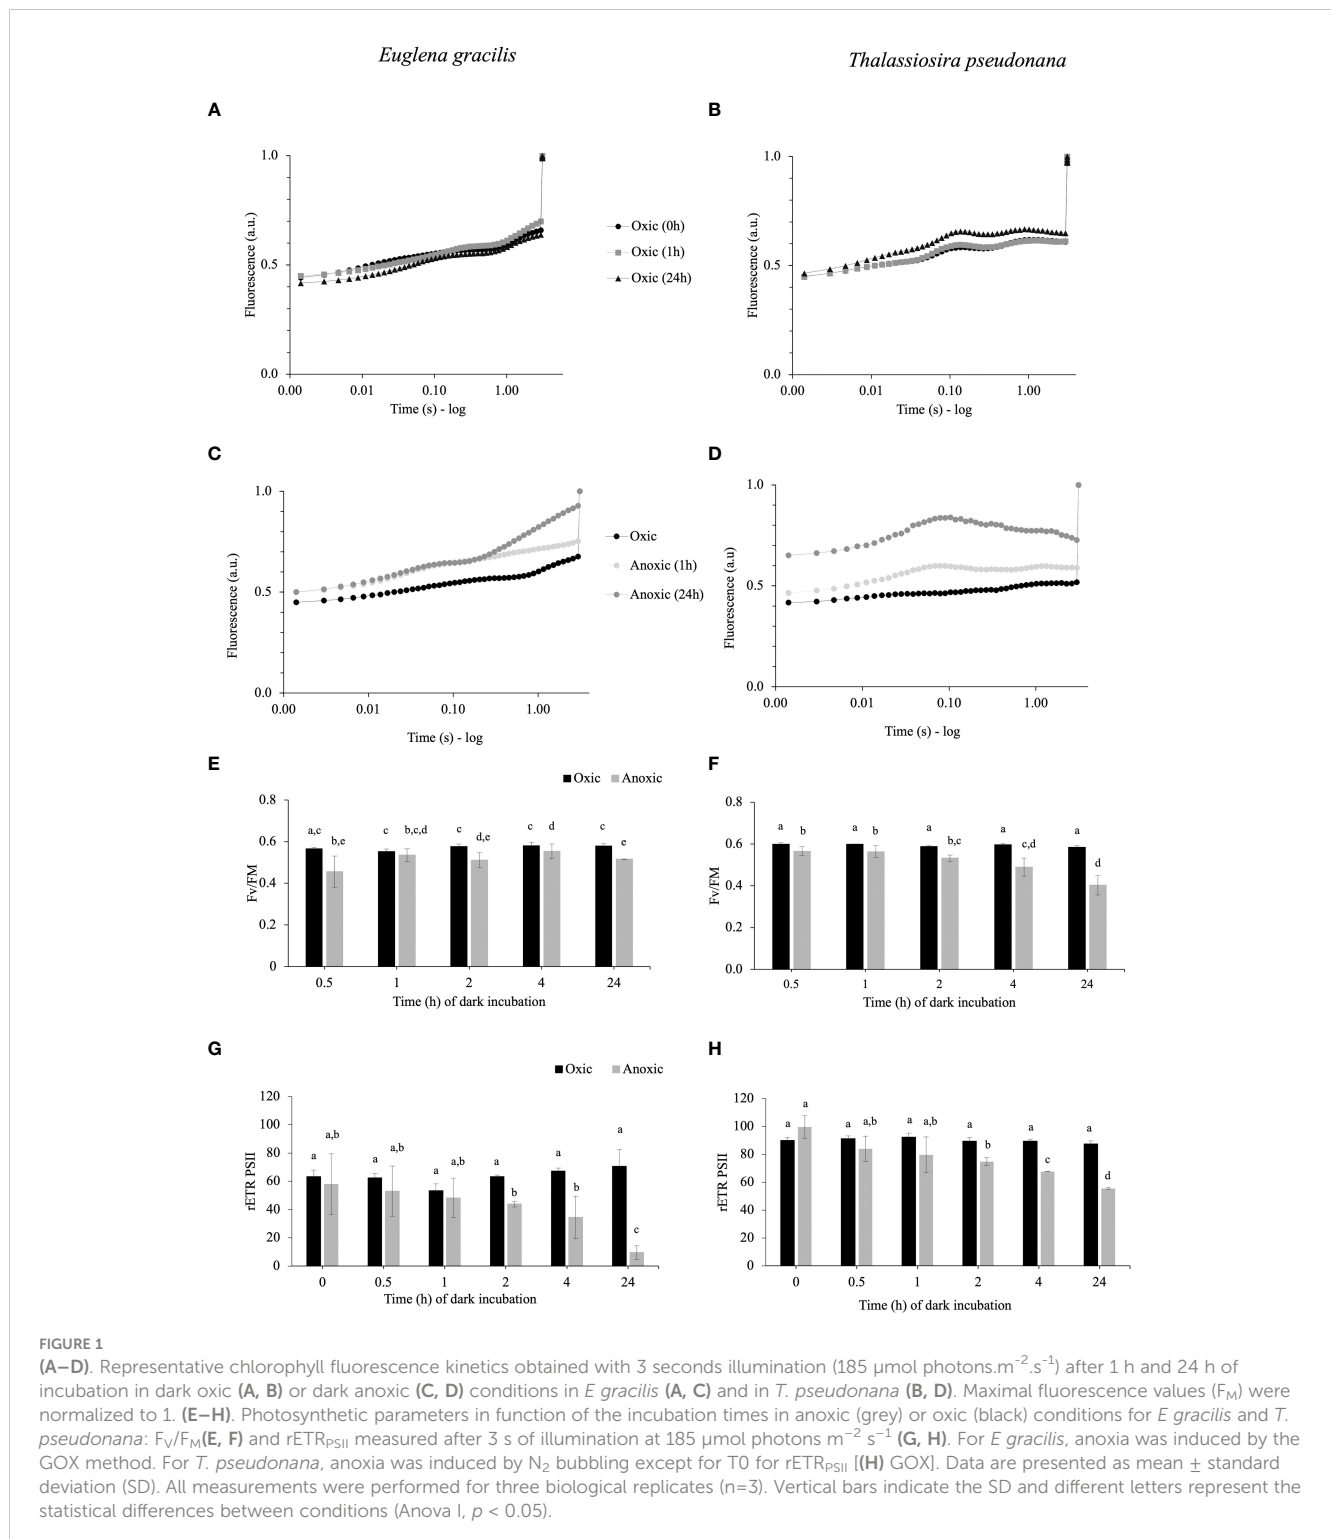 Euglena gracilis
Thalassiosira pseudonana
A
1.0
0.5
0.0
Fluorescence (a.u.)
0.00 0.01 0.10 1.00
Time (s) - log
Oxic (0h)
Oxic (1h)
Oxic (24h)
B
1.0
0.5
0.0
Fluorescence (a.u.)
0.00 0.01 0.10 1.00
Time (s) - log
C
1.0
0.5
0.0
Fluorescence (a.u.)
0.00 0.01 0.10 1.00
Time (s) - log
Oxic
Anoxic (1h)
Anoxic (24h)
D
1.0
0.5
0.0
Fluorescence (a.u)
0.00 0.01 0.10 1.00
Time (s) - log
E
Oxic Anoxic
0.8
0.6
0.4
0.2
0
Fv/FM
a,c b,e c b,c,d c d,e c d c e
0.5 1 2 4 24
Time (h) of dark incubation
F
0.8
0.6
0.4
0.2
0.0
Fv/FM
a b a b a b,c a c,d a d
0.5 1 2 4 24
Time (h) of dark incubation
G
Oxic Anoxic
120
100
80
60
40
20
0
rETR PSII
a a,b a a,b a a,b a b a b a c
0 0.5 1 2 4 24
Time (h) of dark incubation
H
120
100
80
60
40
20
0
rETR PSII
a a a a,b a a,b a b a c a d
0 0.5 1 2 4 24
Time (h) of dark incubation
FIGURE 1
(A–D). Representative chlorophyll fluorescence kinetics obtained with 3 seconds illumination (185 µmol photons.m⁻².s⁻¹) after 1 h and 24 h of
incubation in dark oxic (A, B) or dark anoxic (C, D) conditions in E gracilis (A, C) and in T. pseudonana (B, D). Maximal fluorescence values (F_M) were
normalized to 1. (E–H). Photosynthetic parameters in function of the incubation times in anoxic (grey) or oxic (black) conditions for E gracilis and T.
pseudonana: F_V/F_M(E, F) and rETR_PSII measured after 3 s of illumination at 185 µmol photons m⁻² s⁻¹ (G, H). For E gracilis, anoxia was induced by the
GOX method. For T. pseudonana, anoxia was induced by N₂ bubbling except for T0 for rETR_PSII [(H) GOX]. Data are presented as mean ± standard
deviation (SD). All measurements were performed for three biological replicates (n=3). Vertical bars indicate the SD and different letters represent the
statistical differences between conditions (Anova I, p < 0.05).